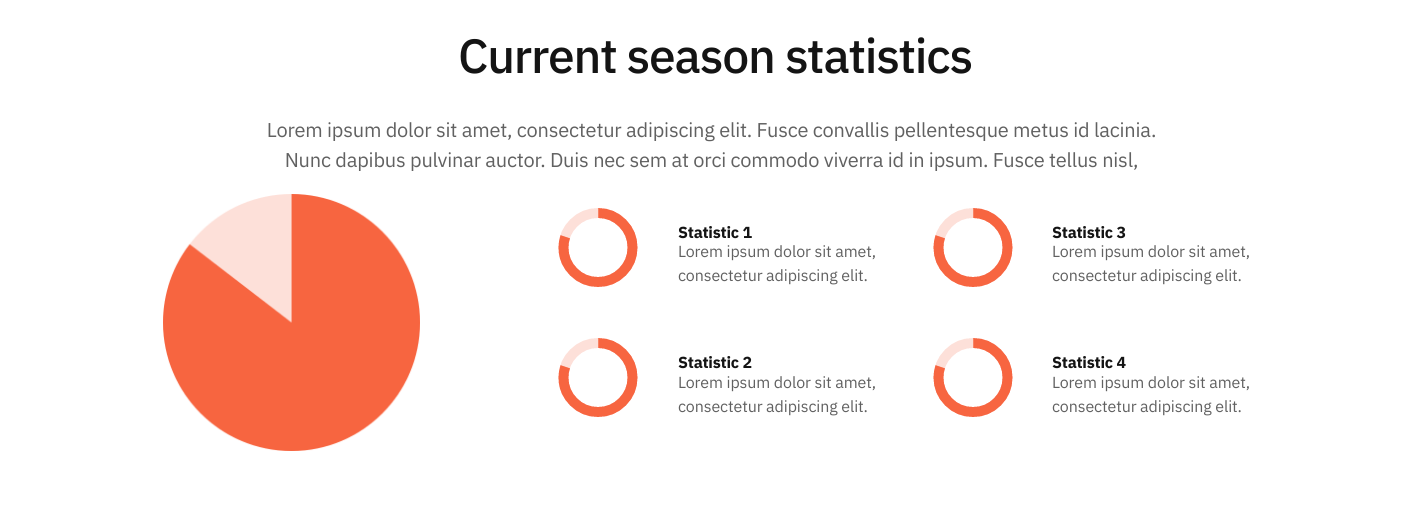 Current season statistics
Lorem ipsum dolor sit amet, consectetur adipiscing elit. Fusce convallis pellentesque metus id lacinia.
Nunc dapibus pulvinar auctor. Duis nec sem at orci commodo viverra id in ipsum. Fusce tellus nisl,
Statistic 1
Lorem ipsum dolor sit amet,
consectetur adipiscing elit.
Statistic 3
Lorem ipsum dolor sit amet,
consectetur adipiscing elit.
Statistic 2
Lorem ipsum dolor sit amet,
consectetur adipiscing elit.
Statistic 4
Lorem ipsum dolor sit amet,
consectetur adipiscing elit.